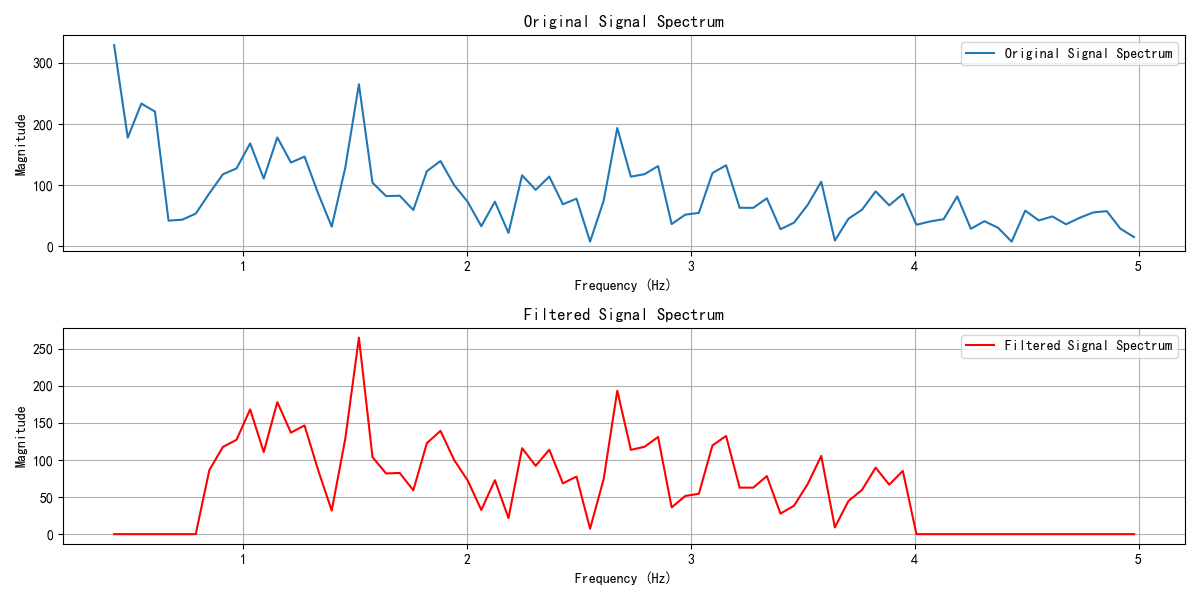 Original Signal Spectrum
Original Signal Spectrum
Magnitude
300
200
100
0
1 2 3 4 5
Frequency (Hz)
Filtered Signal Spectrum
Filtered Signal Spectrum
Magnitude
250
200
150
100
50
0
1 2 3 4 5
Frequency (Hz)